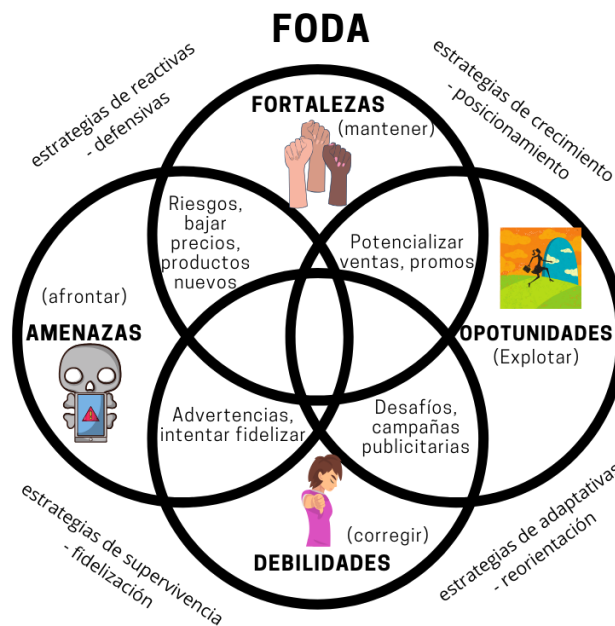 FODA
estrategias de reactivas
- defensivas
estrategias de crecimiento
- posicionamiento
FORTALEZAS
(mantener)
Riesgos,
bajar
precios,
productos
nuevos
Potencializar
ventas, promos
(afrontar)
AMENAZAS
OPOTUNIDADES
(Explotar)
Advertencias,
intentar fidelizar
Desafíos,
campañas
publicitarias
(corregir)
DEBILIDADES
estrategias de supervivencia
- fidelización
estrategias de adaptativas
- reorientación